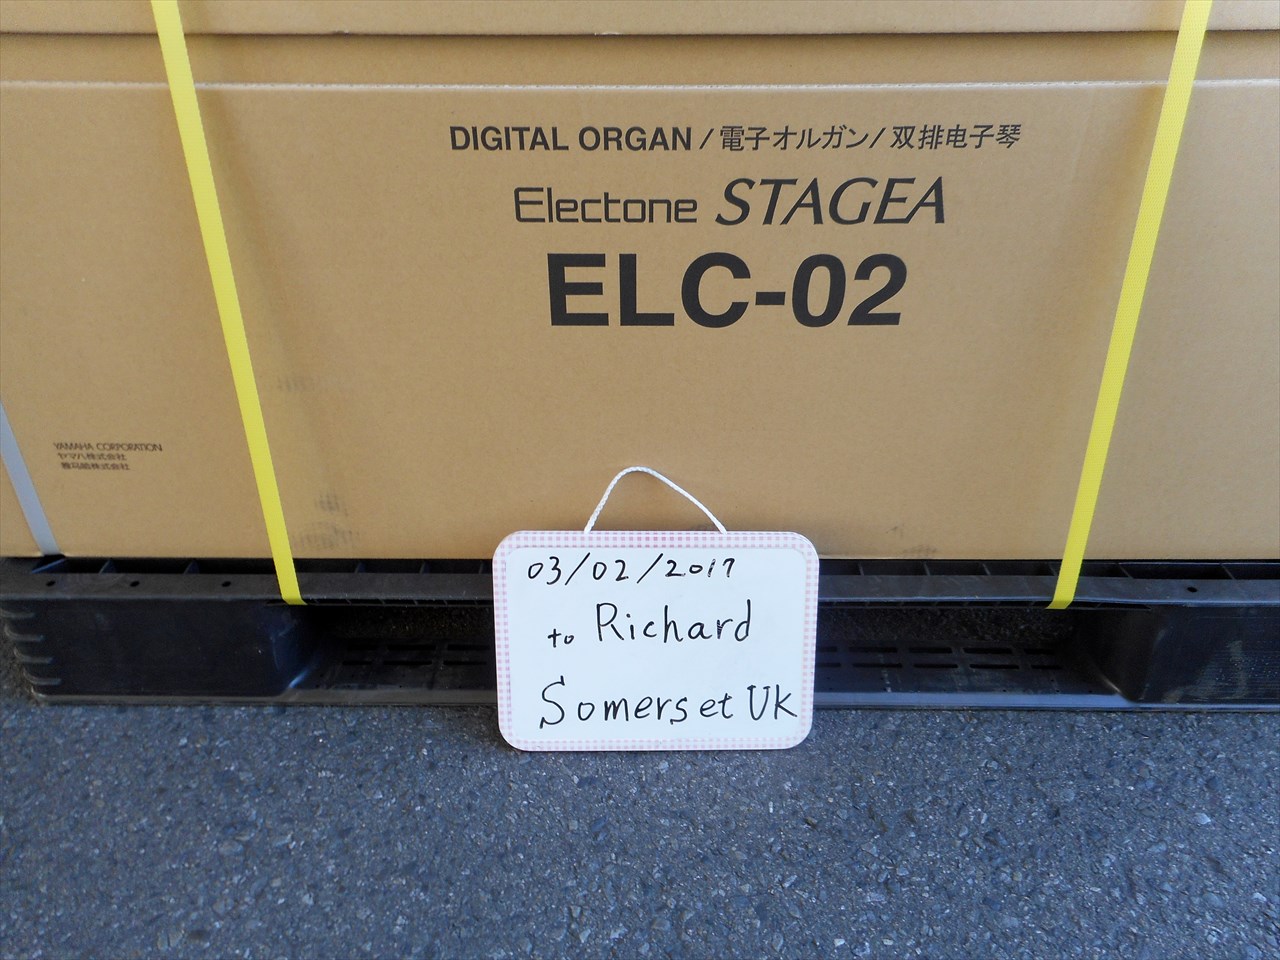 DIGITAL ORGAN / 電子オルガン / 双排电子琴
Electone STAGEA
ELC-02
YAMAHA CORPORATION
ヤマハ株式会社
雅马哈株式会社
03/02/2017
to Richard
Somerset UK